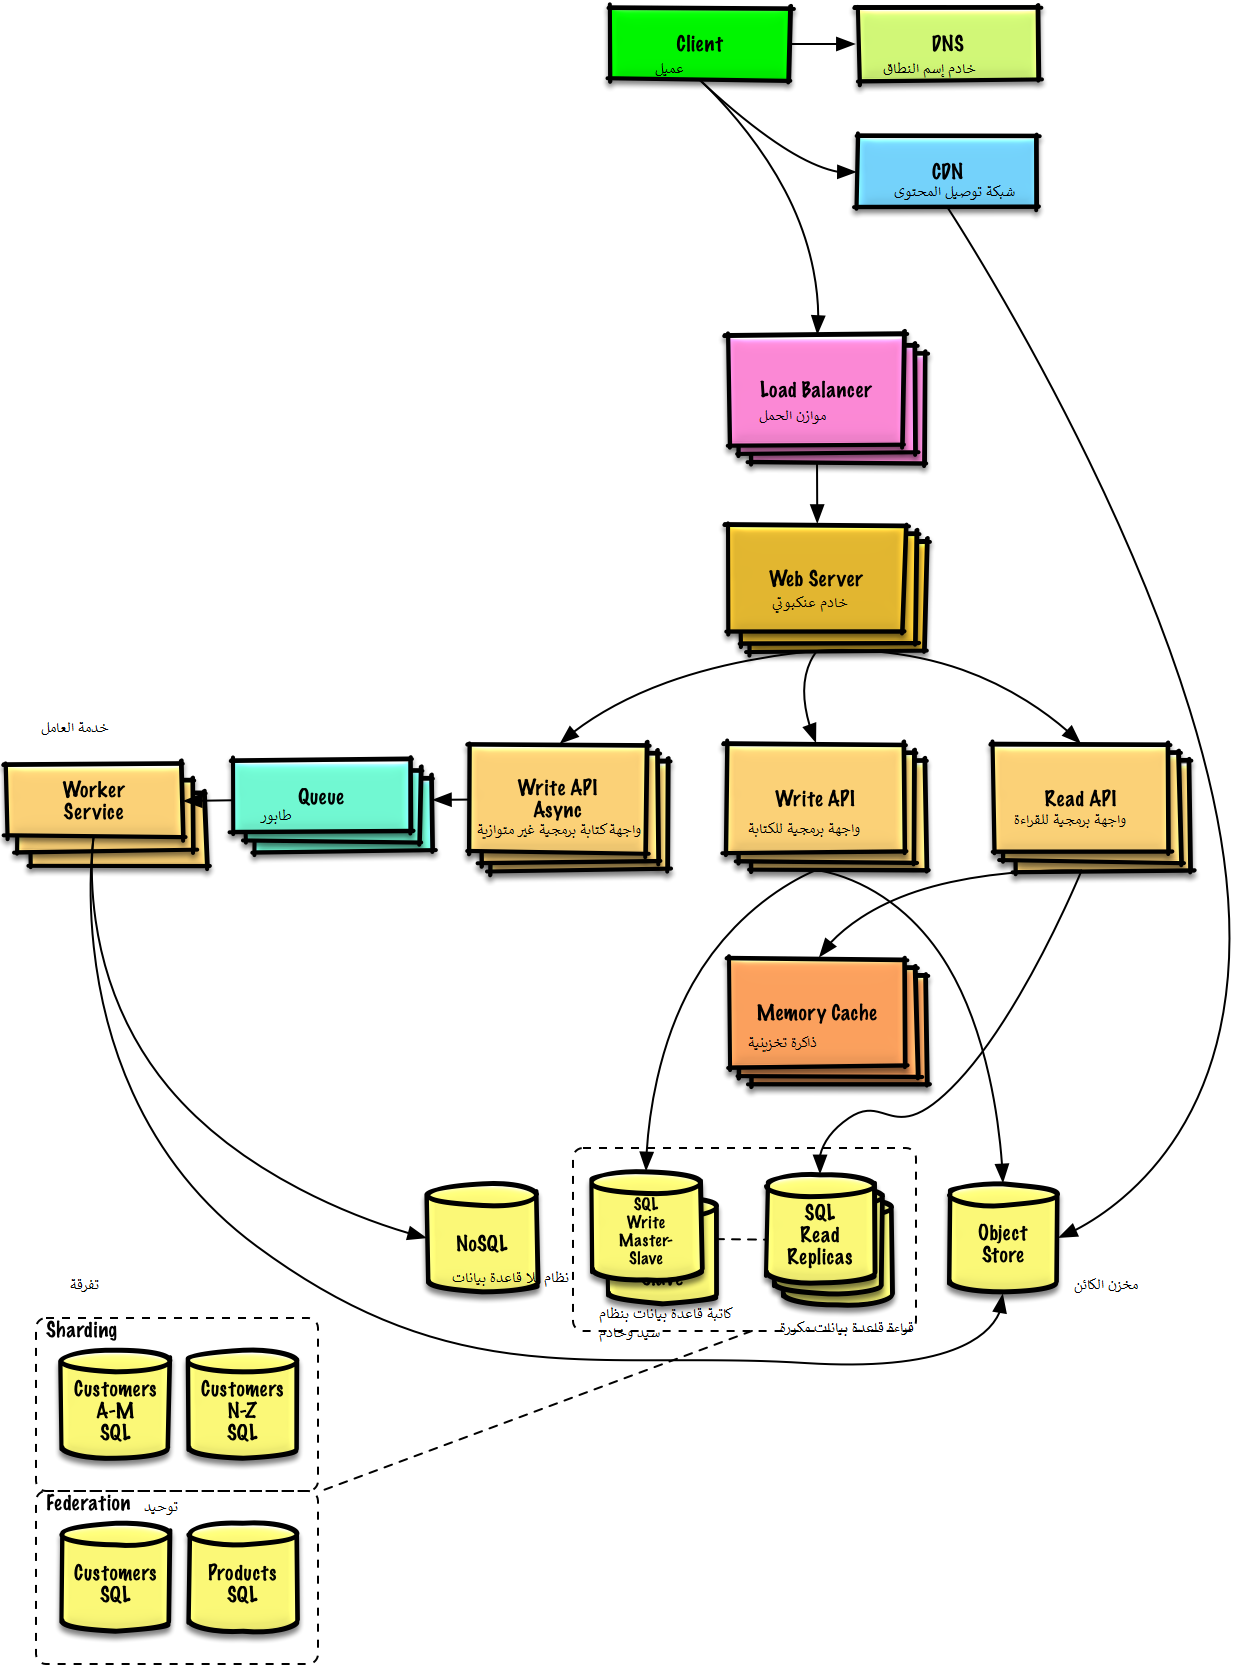 Client
عميل
DNS
خادم إسم النطاق
CDN
شبكة توصيل المحتوى
Load Balancer
موازن الحمل
Web Server
خادم عنكبوتي
خدمة العامل
Worker
Service
Queue
طابور
Write API
Async
واجهة كتابة برمجية غير متوازية
Write API
واجهة برمجية للكتابة
Read API
واجهة برمجية للقراءة
Memory Cache
ذاكرة تخزينية
NoSQL
نظام بلا قاعدة بيانات
SQL
Write
Master-
Slave
Slave
كاتبة قاعدة بيانات بنظام
سيد وخادم
SQL
Read
Replicas
قراءة قاعدة بيانات مكررة
Object
Store
مخزن الكائن
تفرقة
Sharding
Customers
A-M
SQL
Customers
N-Z
SQL
Federation
توحيد
Customers
SQL
Products
SQL